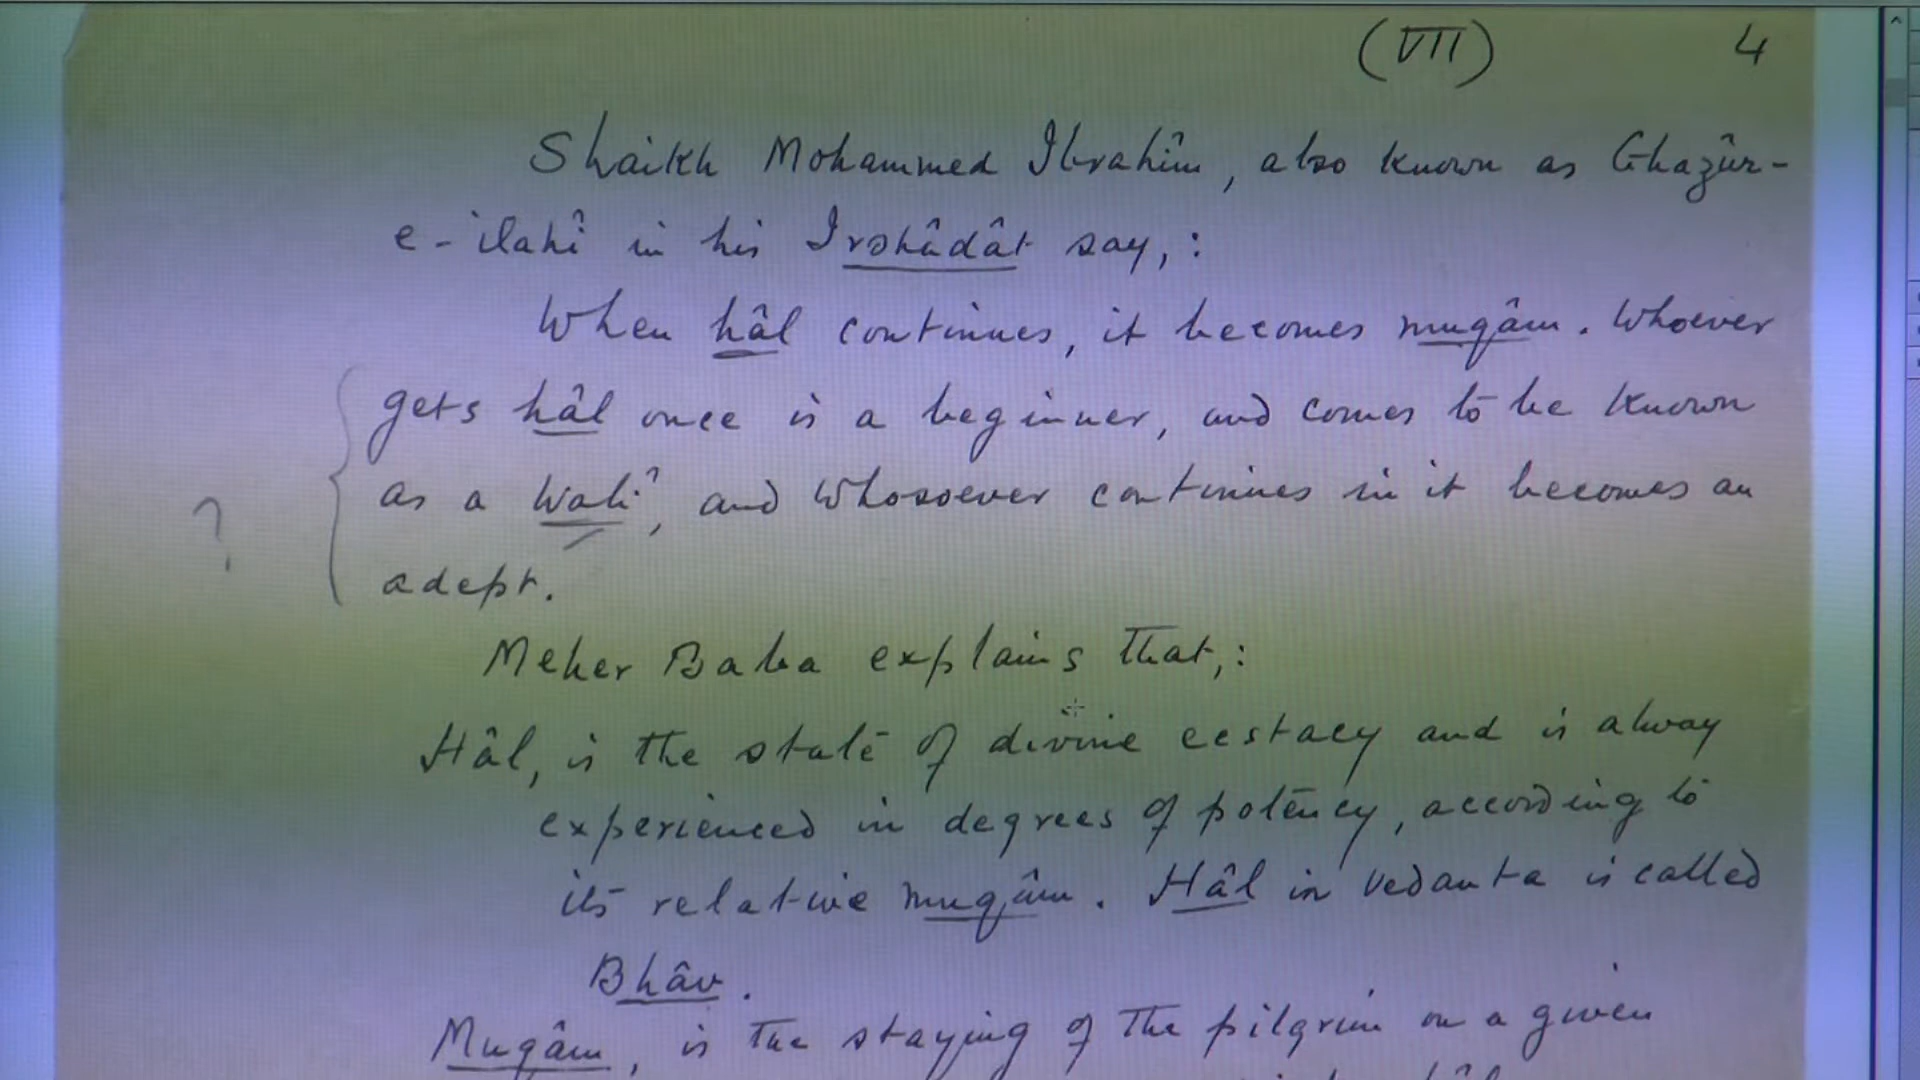 (VII) 4
Shaikh Mohammed Ibrahîm, also known as Ghazûr-
e-ilahî in his Irshâdât say,:
When hâl continues, it becomes muqâm. Whoever
gets hâl once is a beginner, and comes to be known
? as a Walî, and whosoever continues in it becomes an
adept.
Meher Baba explains that,:
Hâl, is the state of divine ecstacy and is alway
experienced in degrees of potency, according to
its relative muqâm. Hâl in vedanta is called
Bhâv.
Muqâm, is the staying of the pilgrim on a given